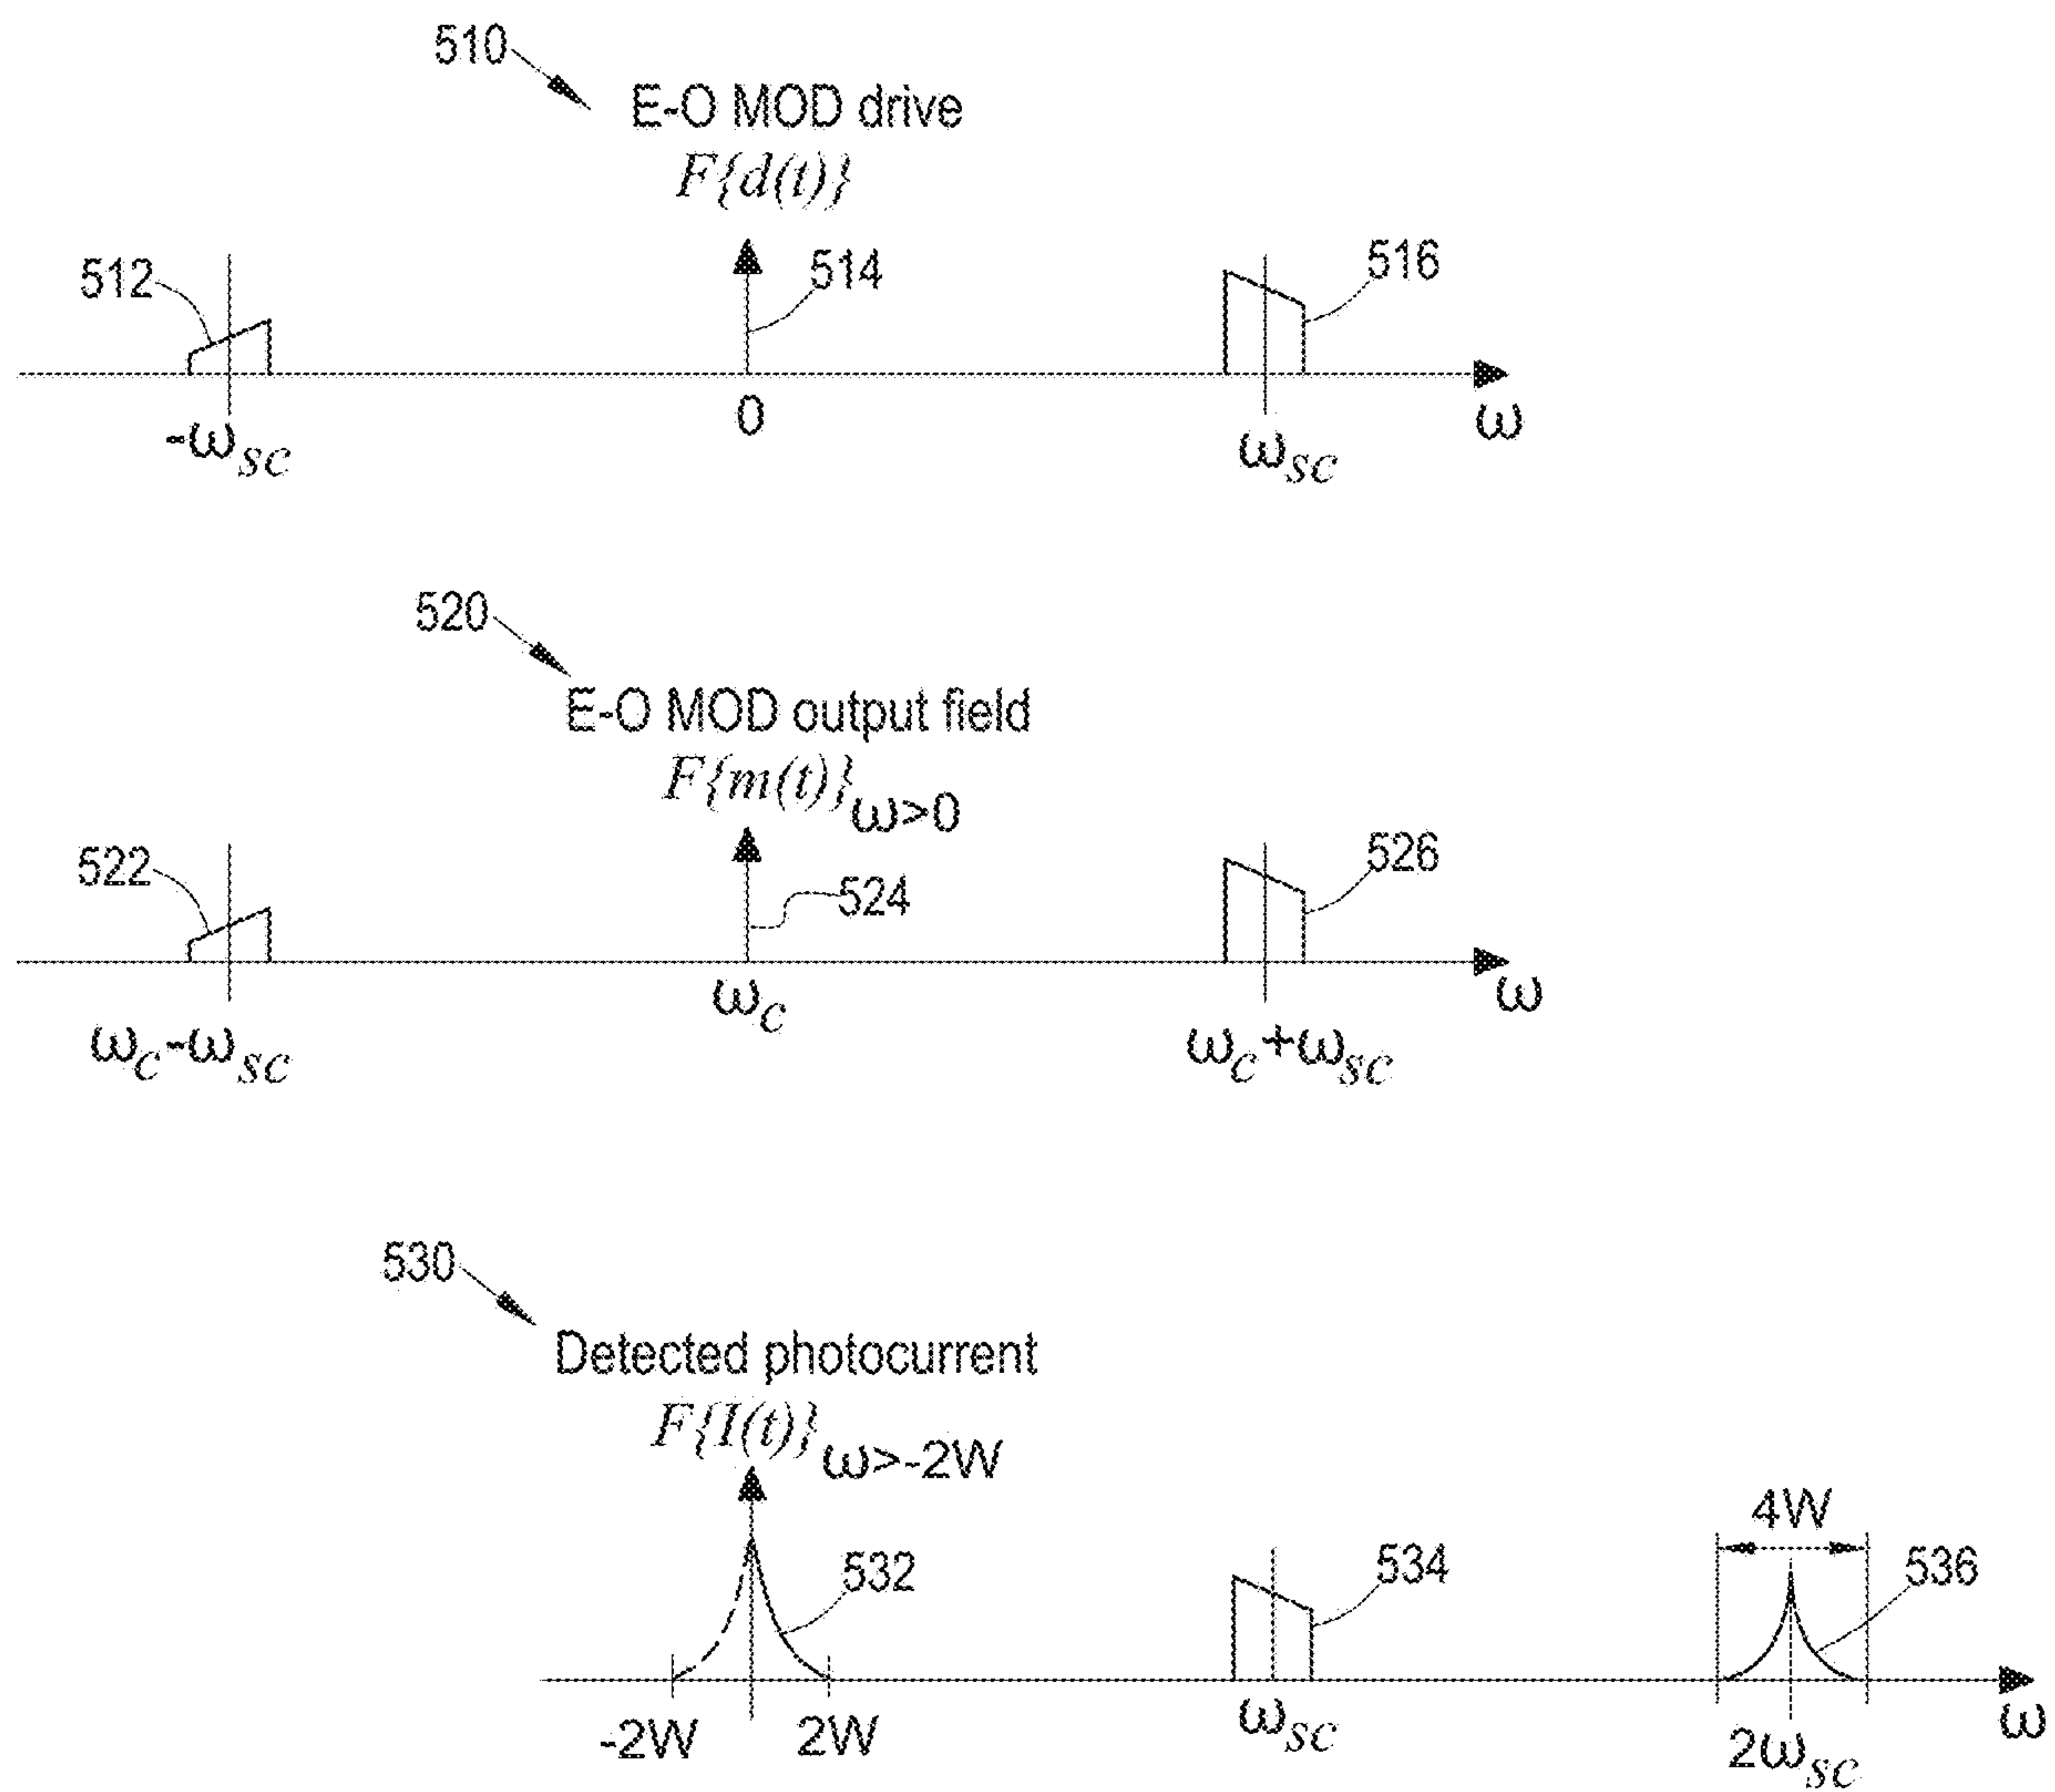 510
E-O MOD drive
F{d(t)}
512
514
516
-ωsc
0
ωsc
ω
520
E-O MOD output field
F{m(t)}ω>0
522
524
526
ωc-ωsc
ωc
ωc+ωsc
ω
530
Detected photocurrent
F{I(t)}ω>-2W
4W
532
534
536
-2W
2W
ωsc
2ωsc
ω